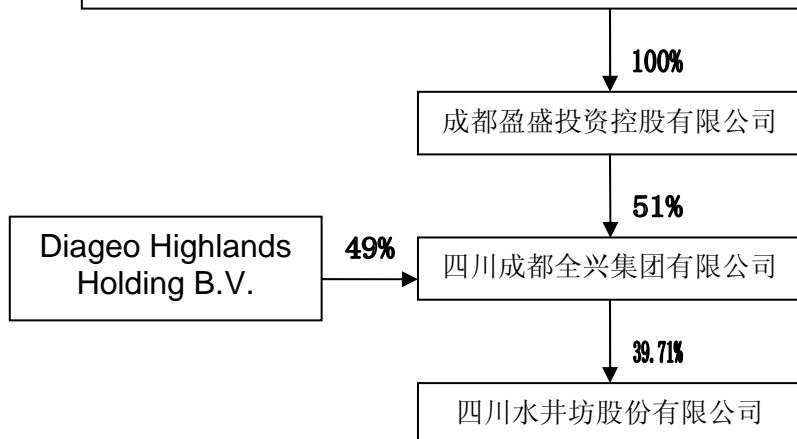 100%
成都盈盛投资控股有限公司
51%
Diageo Highlands
Holding B.V.
49%
四川成都全兴集团有限公司
39.71%
四川水井坊股份有限公司